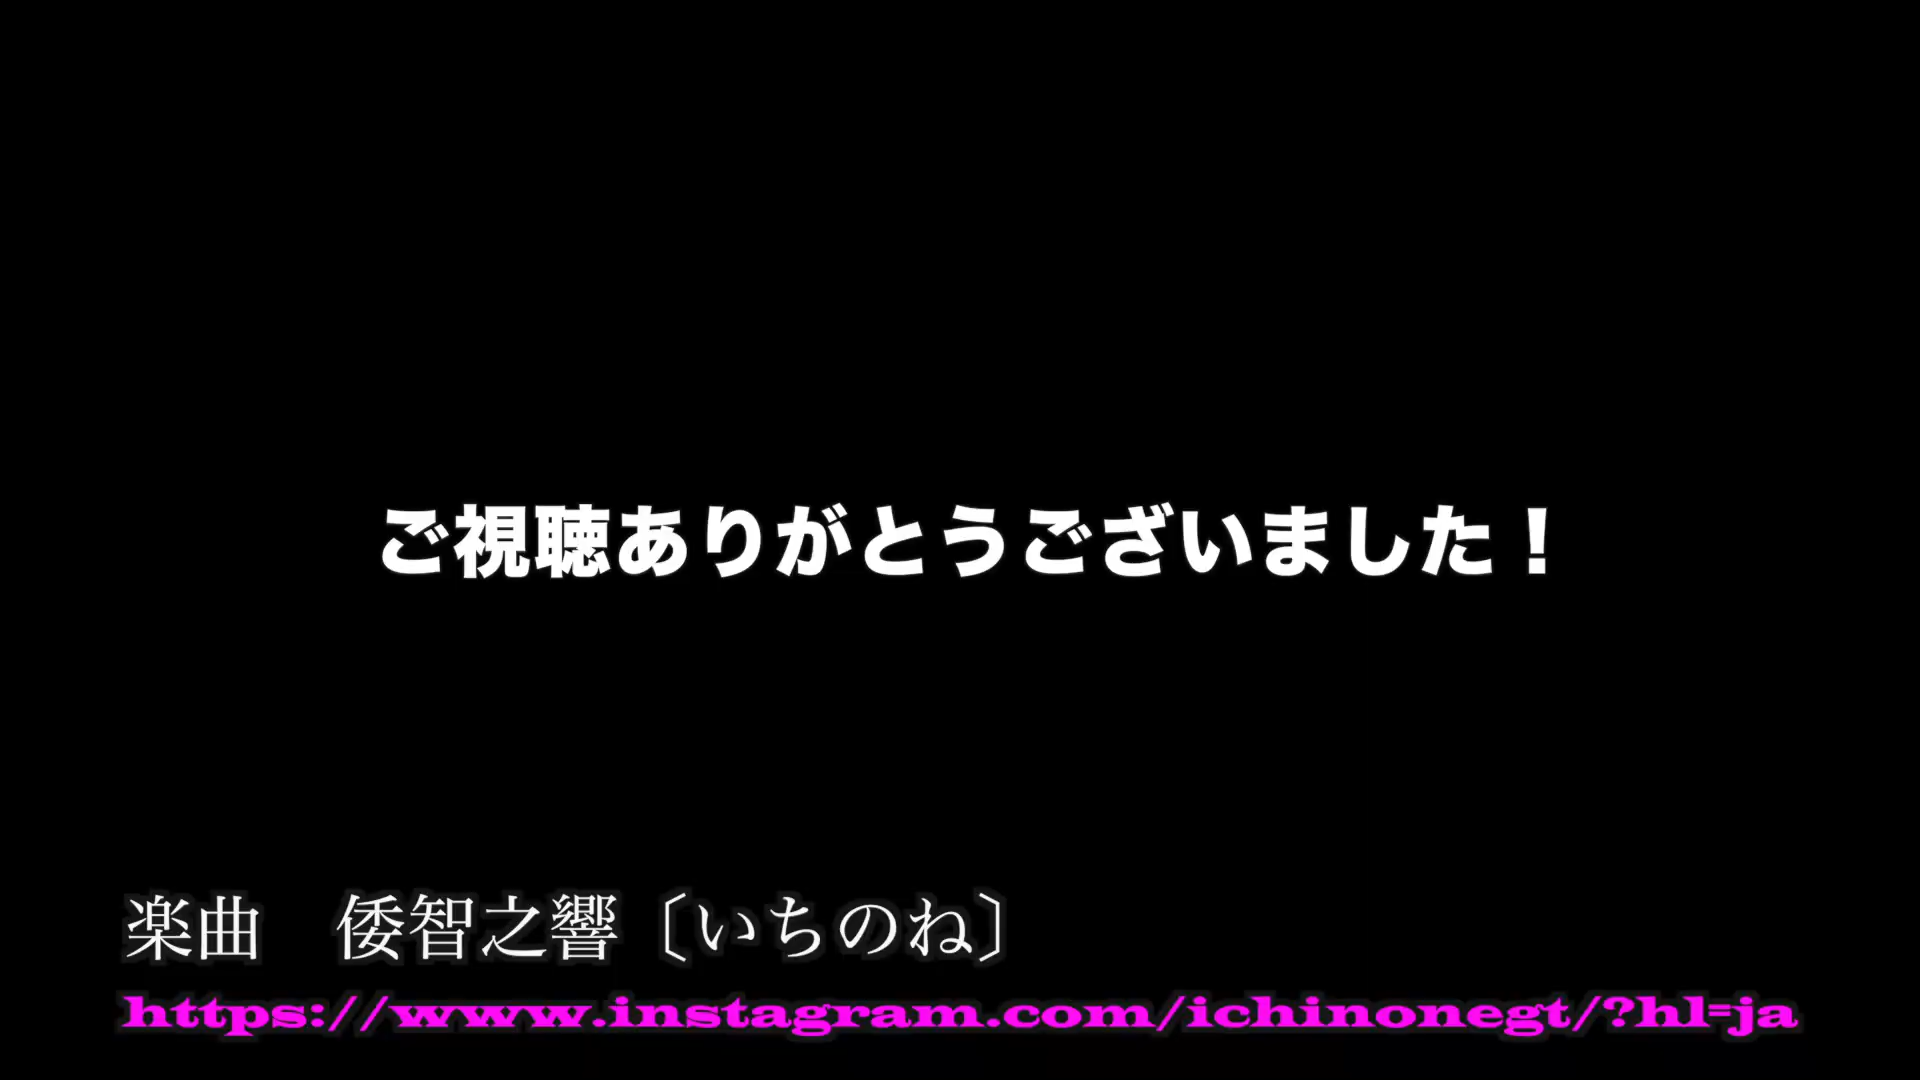 ご視聴ありがとうございました！
楽曲　倭智之響〔いちのね〕
https://www.instagram.com/ichinonegt/?hl=ja